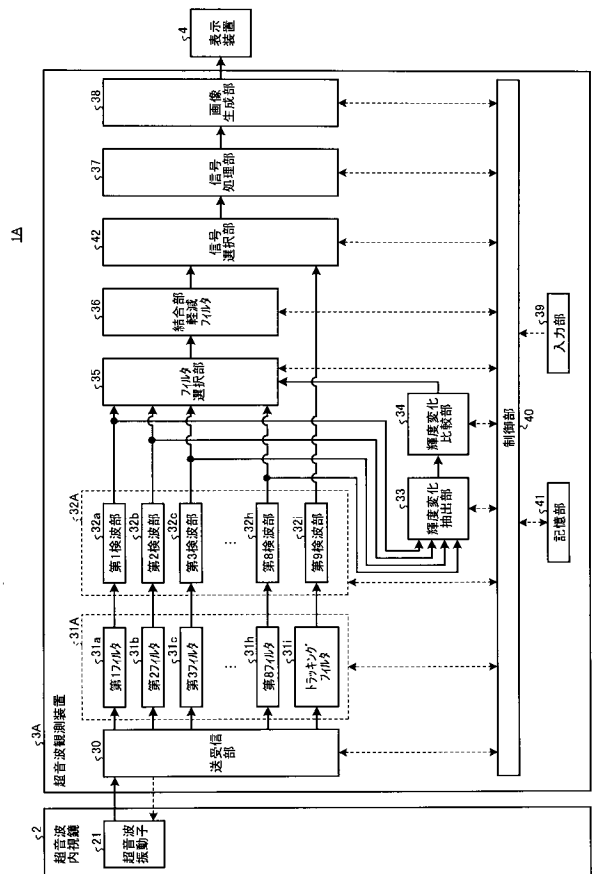 1A
3A
超音波観測装置
2
超音波
内視鏡
21
超音波
振動子
30
送受信
部
31A
31a
第1フィルタ
31b
第2フィルタ
31c
第3フィルタ
⋮
31h
第8フィルタ
31i
トラッキング
フィルタ
32A
32a
第1検波部
32b
第2検波部
32c
第3検波部
⋮
32h
第8検波部
32i
第9検波部
33
輝度変化
抽出部
34
輝度変化
比較部
35
フィルタ
選択部
36
結合部
軽減
フィルタ
42
信号
選択部
37
信号
処理部
38
画像
生成部
4
表示
装置
制御部
40
41
記憶部
39
入力部